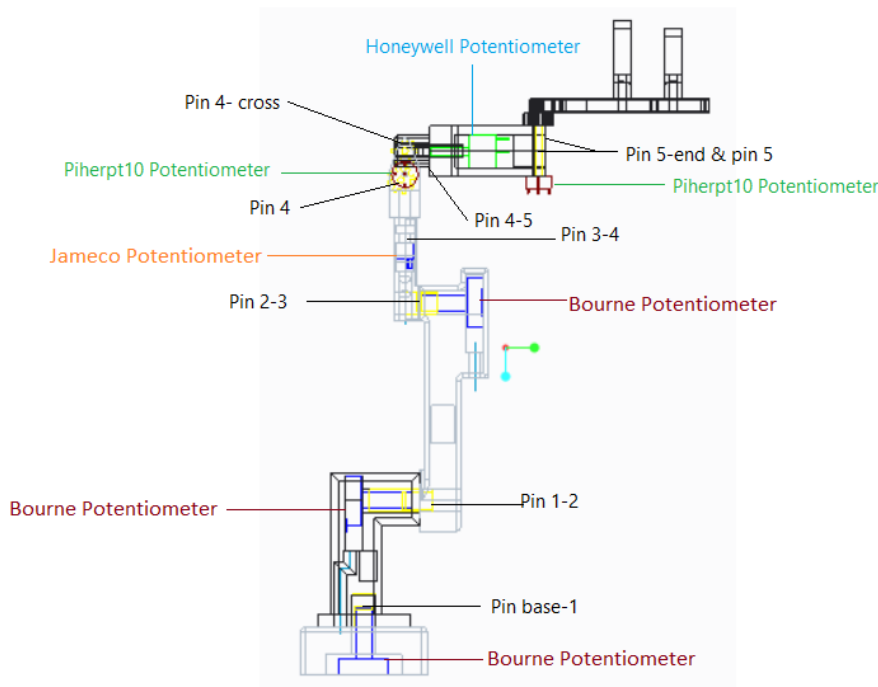 Honeywell Potentiometer
Pin 4- cross
Pin 5-end & pin 5
Piherpt10 Potentiometer
Piherpt10 Potentiometer
Pin 4
Pin 4-5
Pin 3-4
Jameco Potentiometer
Pin 2-3
Bourne Potentiometer
Bourne Potentiometer
Pin 1-2
Pin base-1
Bourne Potentiometer